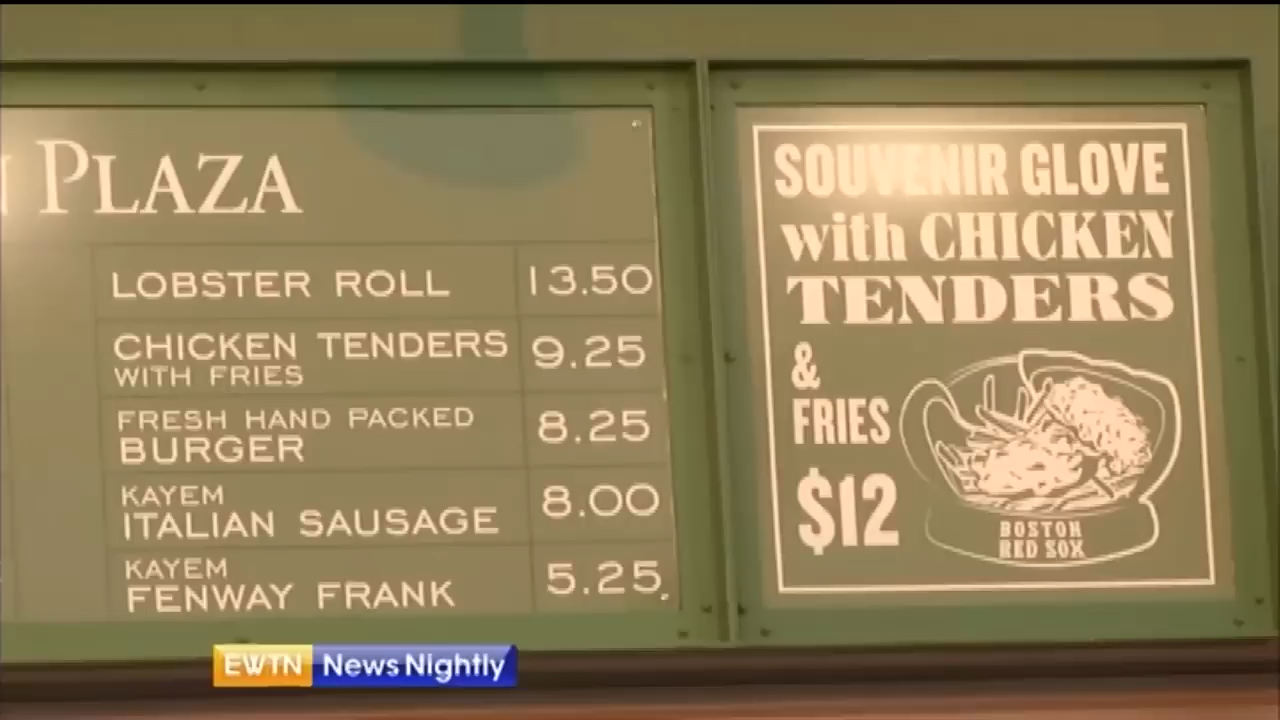 PLAZA
LOBSTER ROLL 13.50
CHICKEN TENDERS 9.25
WITH FRIES
FRESH HAND PACKED
BURGER 8.25
KAYEM
ITALIAN SAUSAGE 8.00
KAYEM
FENWAY FRANK 5.25
SOUVENIR GLOVE
with CHICKEN
TENDERS
&
FRIES
$12
BOSTON
RED SOX
EWTN News Nightly